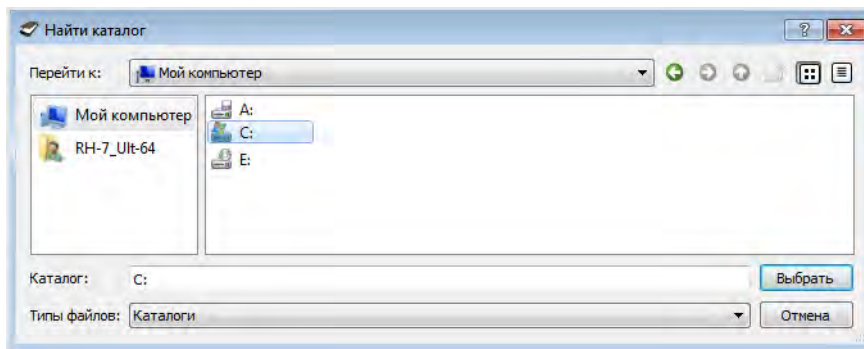 Найти каталог
Перейти к: Мой компьютер
Мой компьютер
RH-7_Ult-64
A:
C:
E:
Каталог: C: Выбрать
Типы файлов: Каталоги Отмена